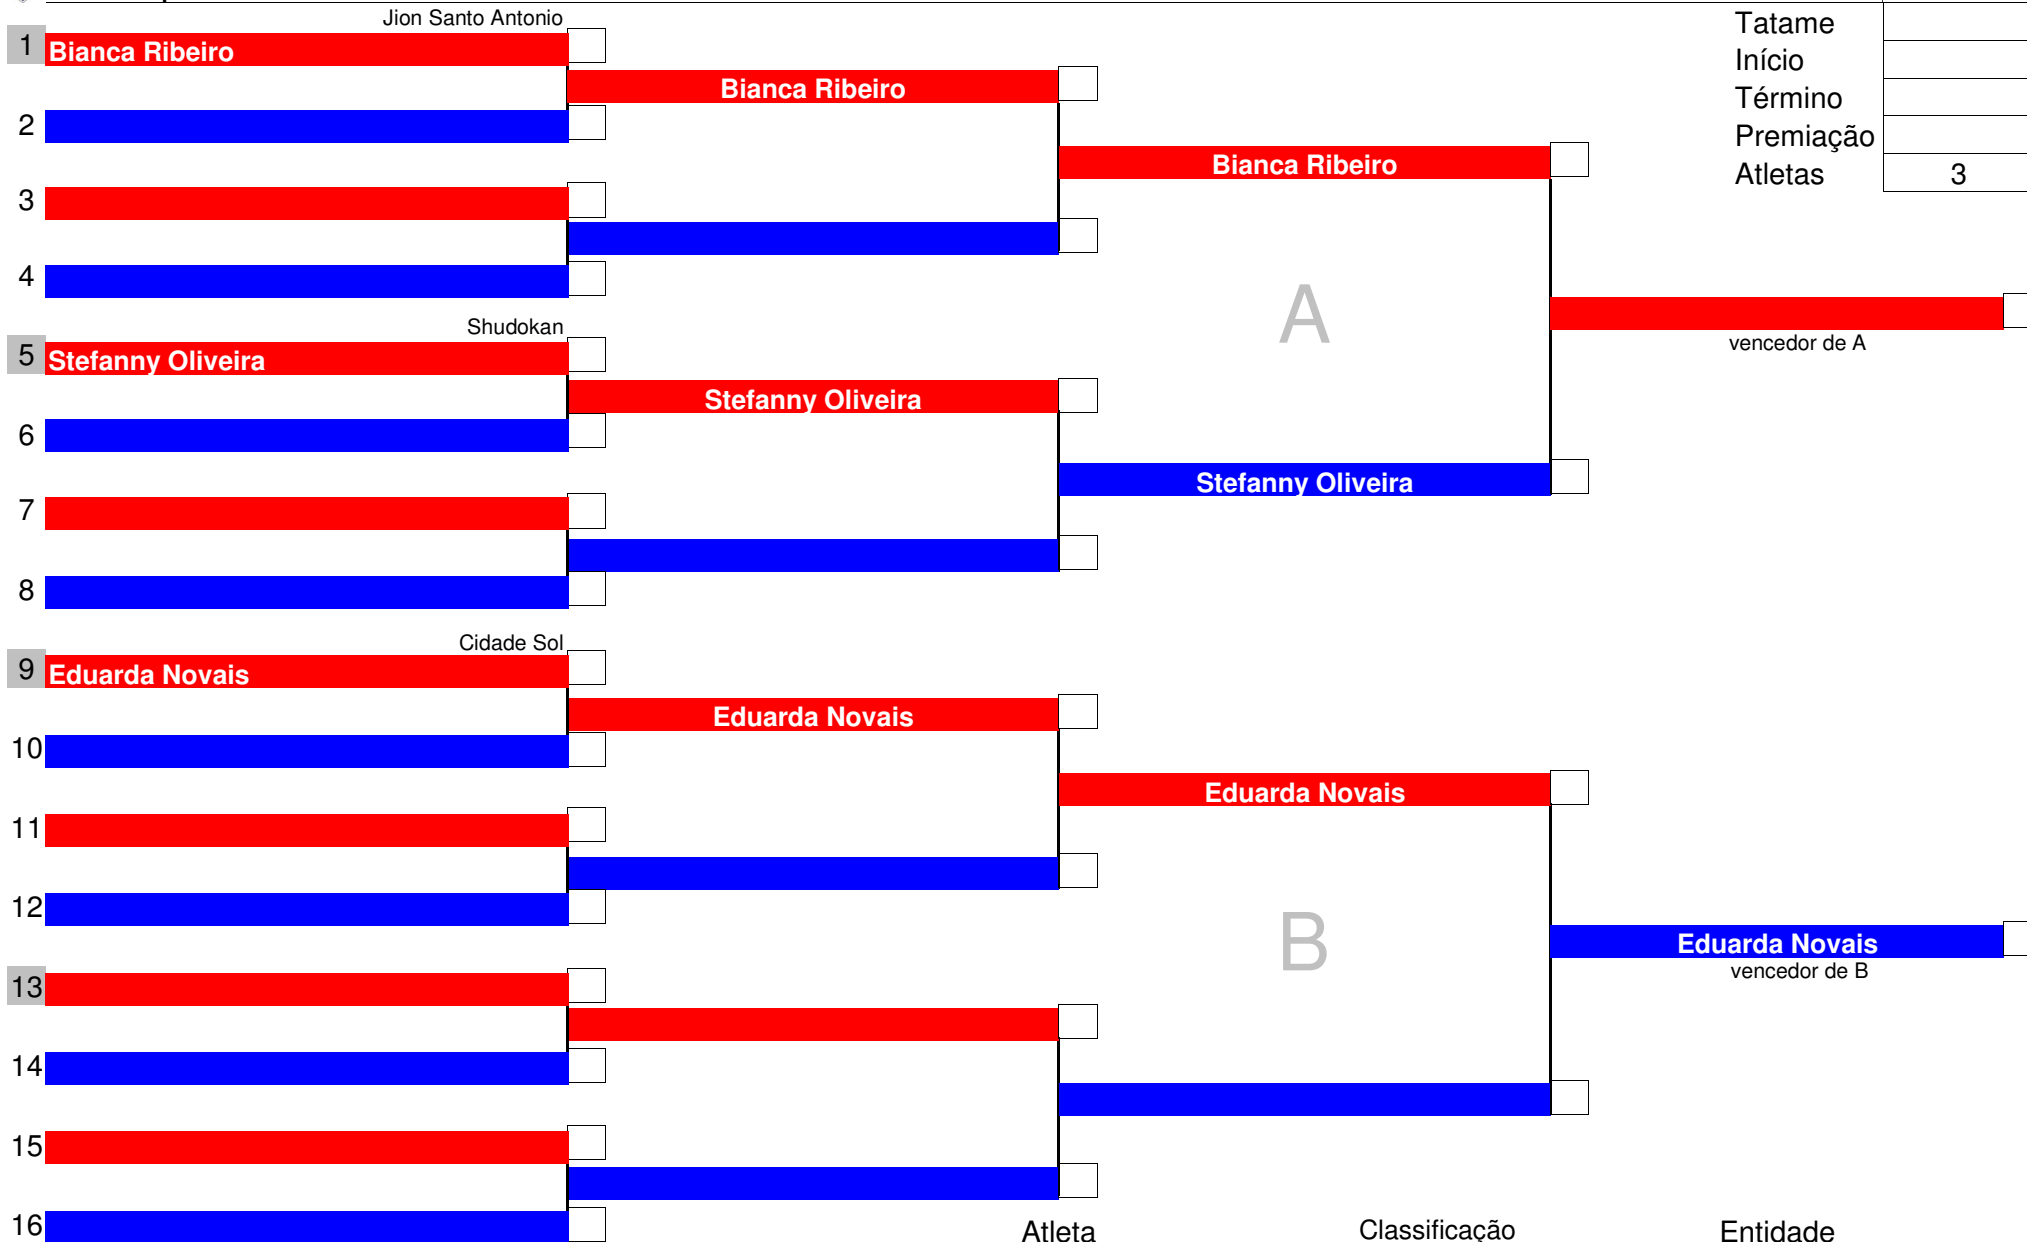 Jion Santo Antonio
1 Bianca Ribeiro
Bianca Ribeiro
2
Bianca Ribeiro
3
4
A
Shudokan
5 Stefanny Oliveira
Stefanny Oliveira
6
Stefanny Oliveira
7
8
Cidade Sol
9 Eduarda Novais
Eduarda Novais
10
Eduarda Novais
11
12
B
13
14
15
16
Tatame
Início
Término
Premiação
Atletas 3
vencedor de A
Eduarda Novais
vencedor de B
Atleta Classificação Entidade